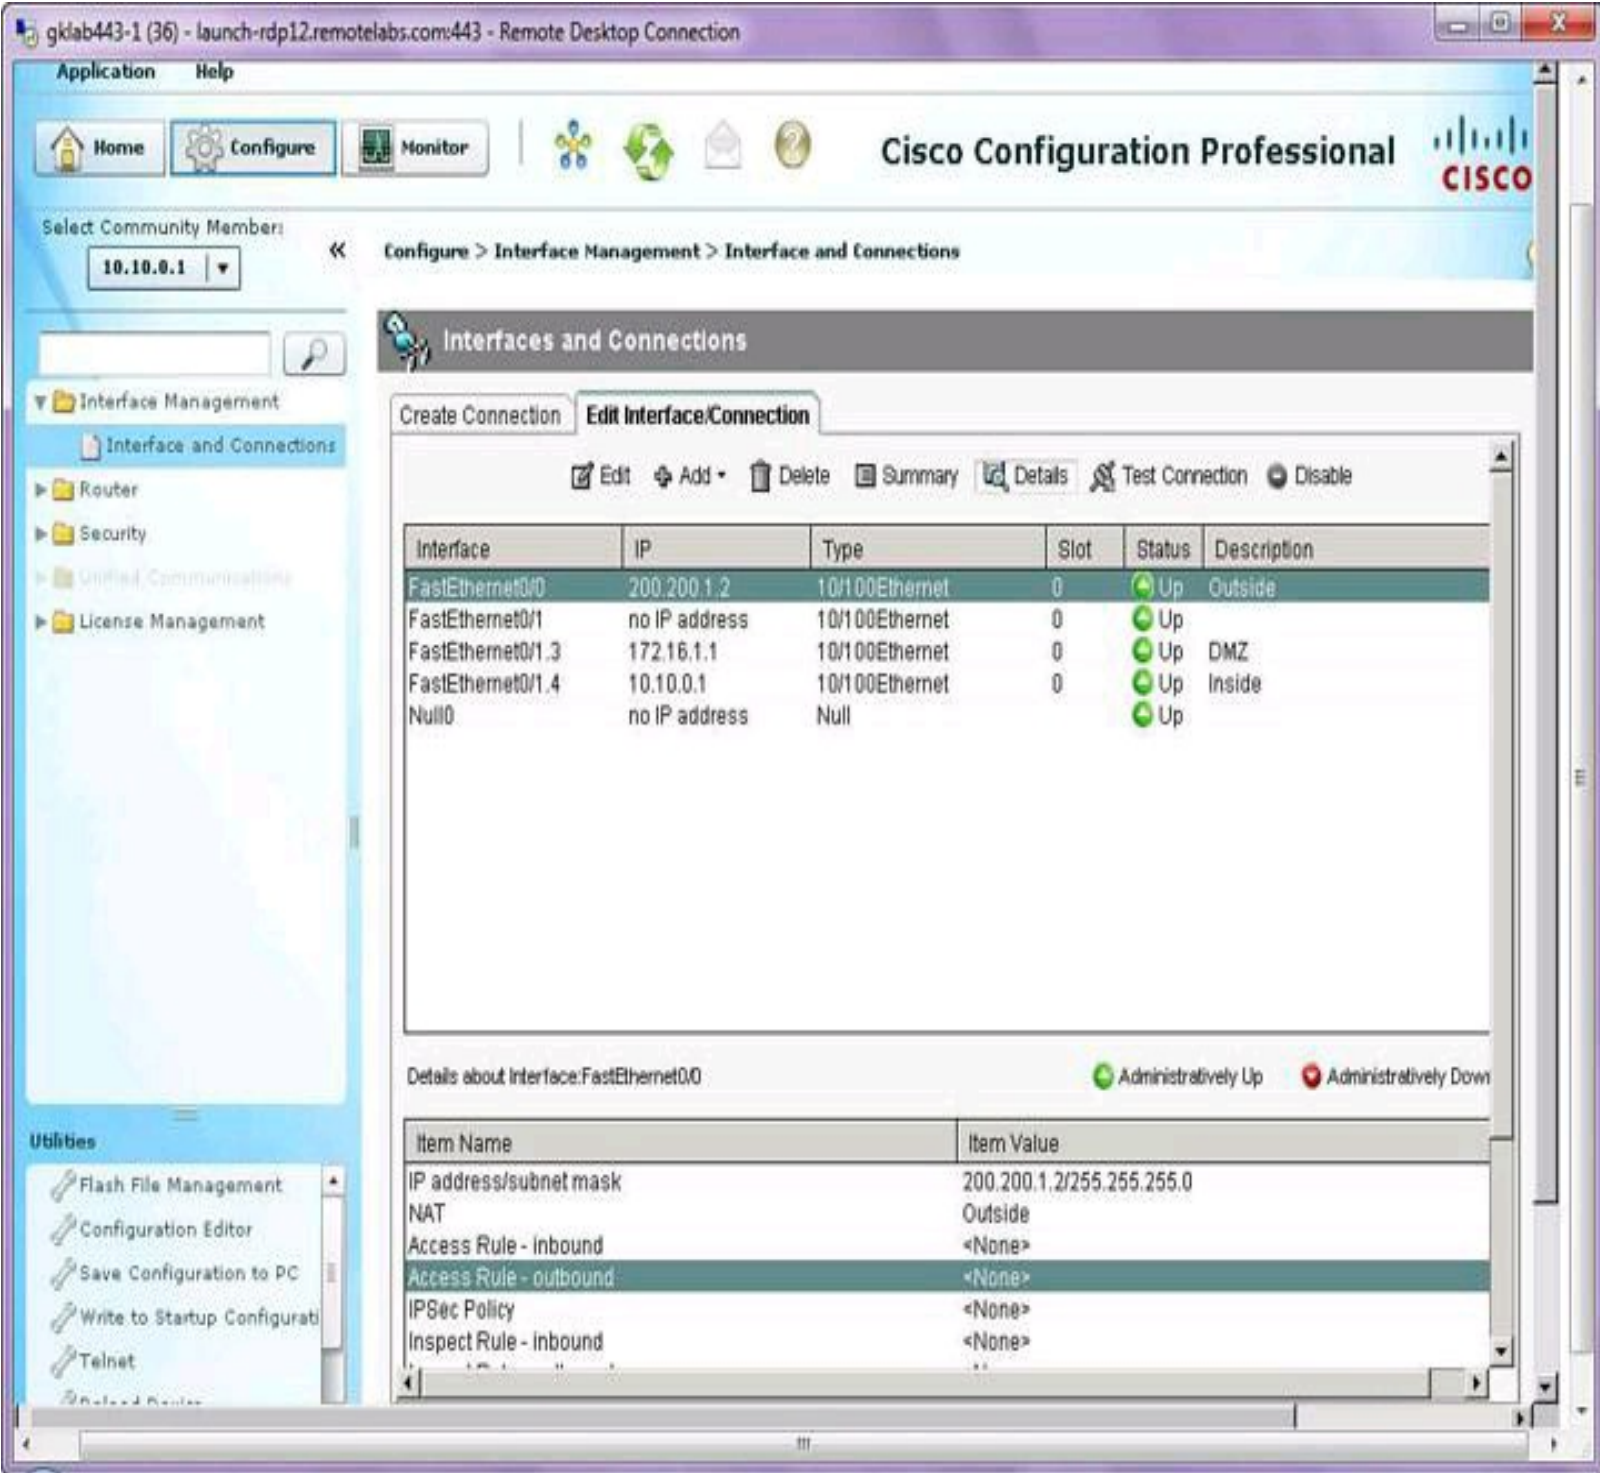 gklab443-1 (36) - launch-rdp12.remotelabs.com:443 - Remote Desktop Connection
Application Help
Home Configure Monitor Cisco Configuration Professional
CISCO
Select Community Member:
10.10.0.1
Configure > Interface Management > Interface and Connections
Interfaces and Connections
Interface Management
Interface and Connections
Router
Security
Unified Communications
License Management
Create Connection Edit Interface/Connection
Edit Add Delete Summary Details Test Connection Disable
Interface IP Type Slot Status Description
FastEthernet0/0 200.200.1.2 10/100Ethernet 0 Up Outside
FastEthernet0/1 no IP address 10/100Ethernet 0 Up
FastEthernet0/1.3 172.16.1.1 10/100Ethernet 0 Up DMZ
FastEthernet0/1.4 10.10.0.1 10/100Ethernet 0 Up Inside
Null0 no IP address Null Up
Details about Interface:FastEthernet0/0 Administratively Up Administratively Down
Item Name Item Value
IP address/subnet mask 200.200.1.2/255.255.255.0
NAT Outside
Access Rule - inbound <None>
Access Rule - outbound <None>
IPSec Policy <None>
Inspect Rule - inbound <None>
Utilities
Flash File Management
Configuration Editor
Save Configuration to PC
Write to Startup Configurati
Telnet